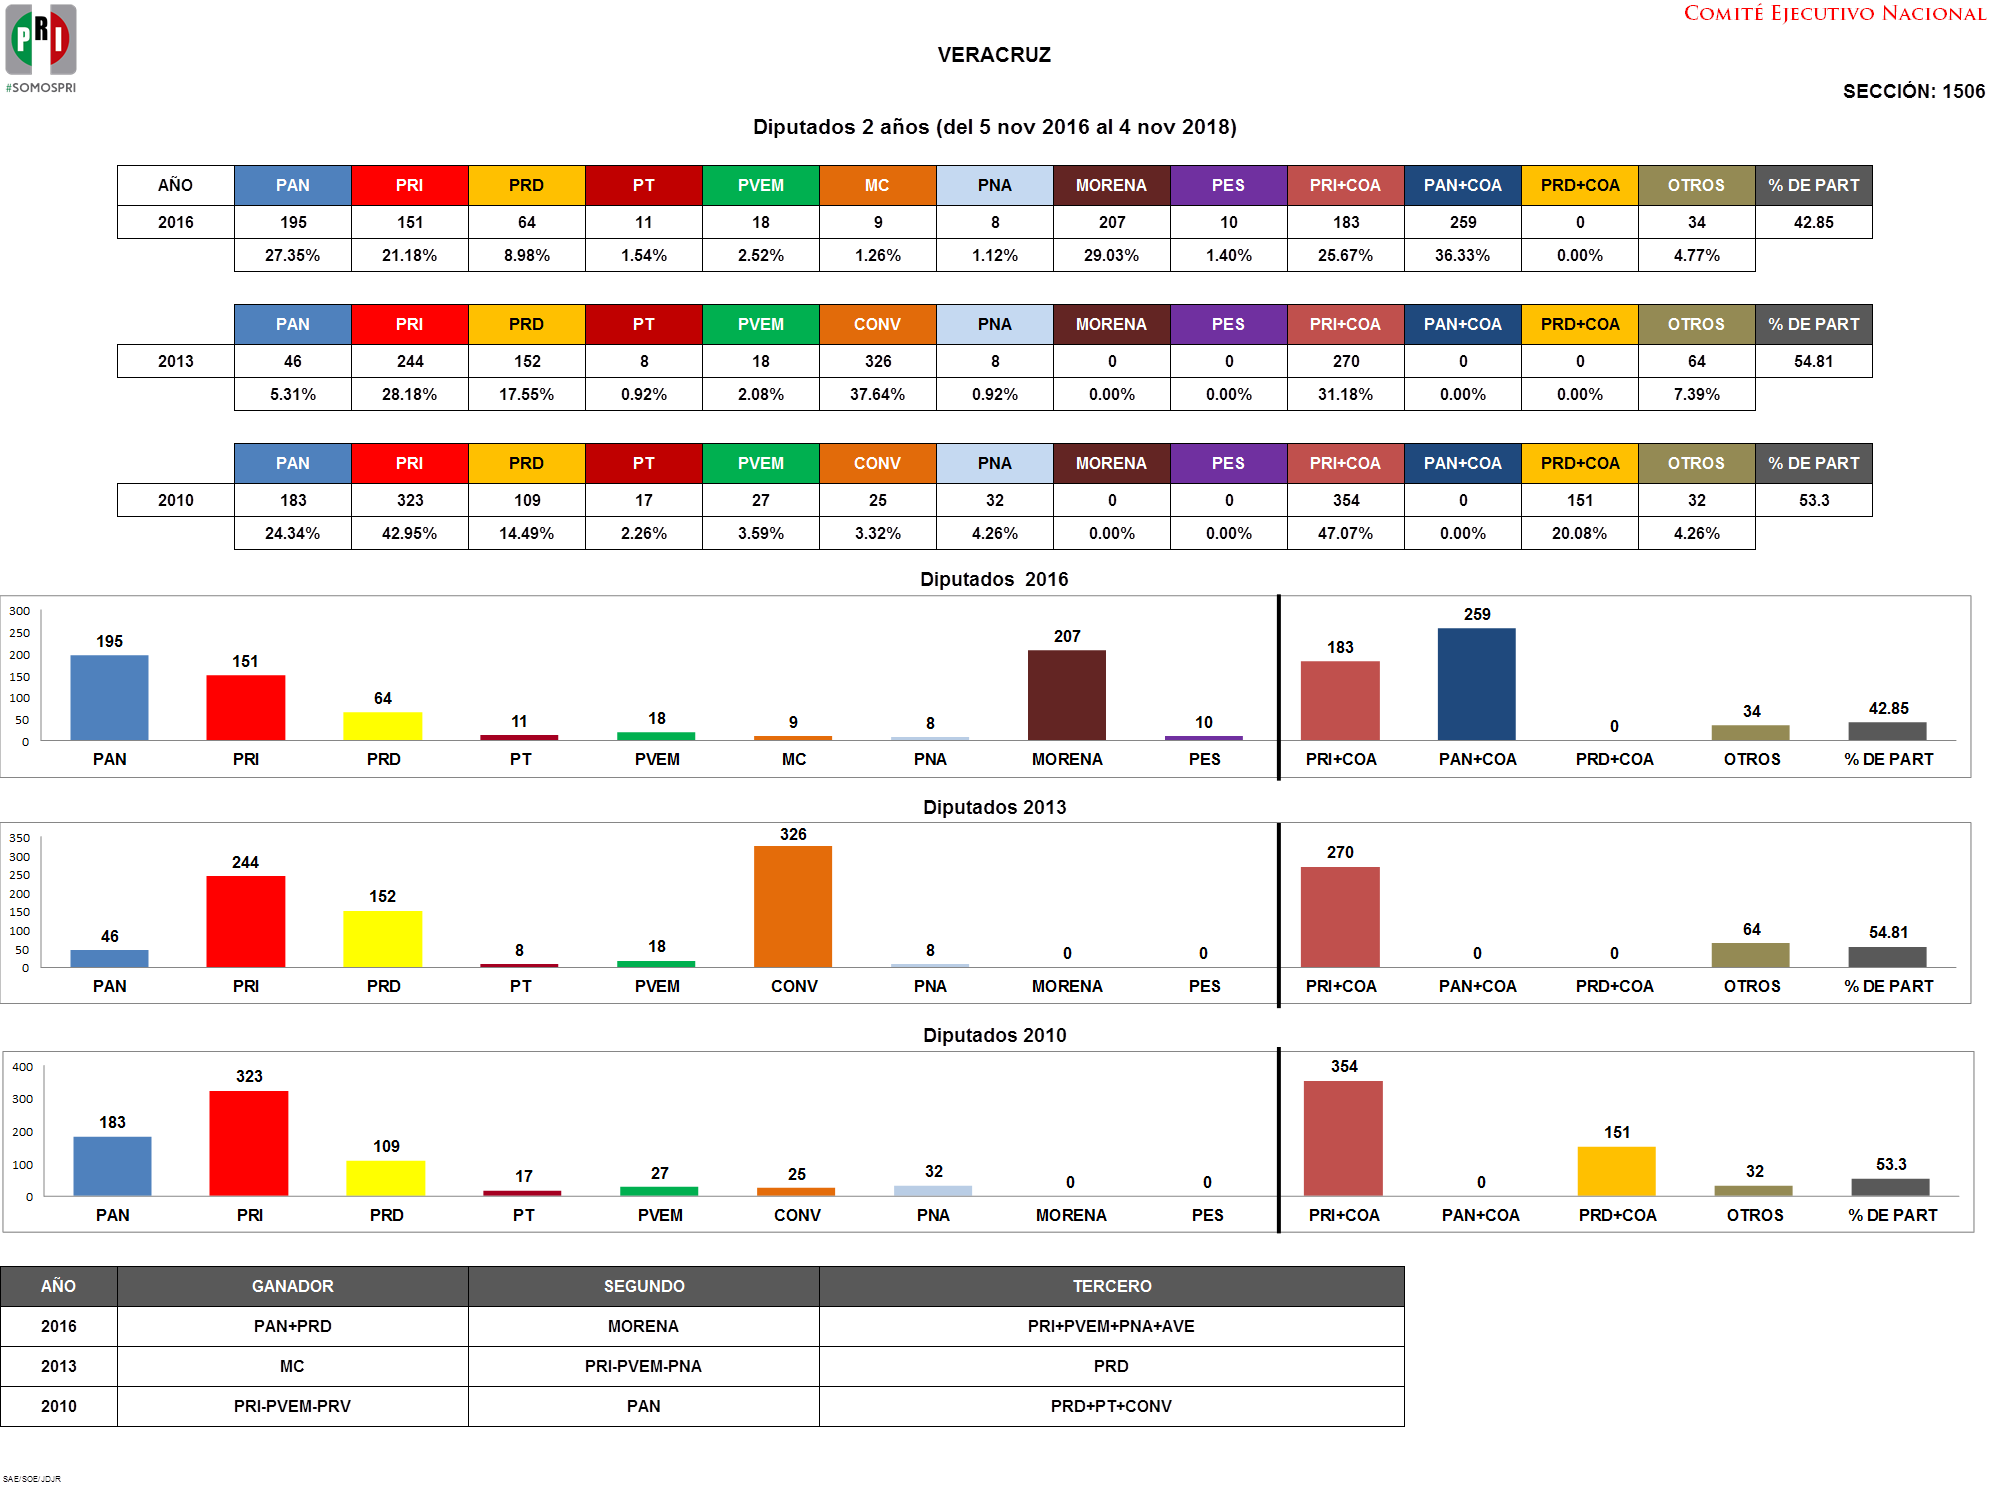 PRI
#SOMOSPRI
COMITÉ EJECUTIVO NACIONAL
VERACRUZ
SECCIÓN: 1506
Diputados 2 años (del 5 nov 2016 al 4 nov 2018)
AÑO PAN PRI PRD PT PVEM MC PNA MORENA PES PRI+COA PAN+COA PRD+COA OTROS % DE PART
2016 195 151 64 11 18 9 8 207 10 183 259 0 34 42.85
27.35% 21.18% 8.98% 1.54% 2.52% 1.26% 1.12% 29.03% 1.40% 25.67% 36.33% 0.00% 4.77%
PAN PRI PRD PT PVEM CONV PNA MORENA PES PRI+COA PAN+COA PRD+COA OTROS % DE PART
2013 46 244 152 8 18 326 8 0 0 270 0 0 64 54.81
5.31% 28.18% 17.55% 0.92% 2.08% 37.64% 0.92% 0.00% 0.00% 31.18% 0.00% 0.00% 7.39%
PAN PRI PRD PT PVEM CONV PNA MORENA PES PRI+COA PAN+COA PRD+COA OTROS % DE PART
2010 183 323 109 17 27 25 32 0 0 354 0 151 32 53.3
24.34% 42.95% 14.49% 2.26% 3.59% 3.32% 4.26% 0.00% 0.00% 47.07% 0.00% 20.08% 4.26%
Diputados 2016
300
250
200
150
100
50
0
195 151 64 11 18 9 8 207 10 183 259 0 34 42.85
PAN PRI PRD PT PVEM MC PNA MORENA PES PRI+COA PAN+COA PRD+COA OTROS % DE PART
Diputados 2013
350
300
250
200
150
100
50
0
46 244 152 8 18 326 8 0 0 270 0 0 64 54.81
PAN PRI PRD PT PVEM CONV PNA MORENA PES PRI+COA PAN+COA PRD+COA OTROS % DE PART
Diputados 2010
400
300
200
100
0
183 323 109 17 27 25 32 0 0 354 0 151 32 53.3
PAN PRI PRD PT PVEM CONV PNA MORENA PES PRI+COA PAN+COA PRD+COA OTROS % DE PART
AÑO GANADOR SEGUNDO TERCERO
2016 PAN+PRD MORENA PRI+PVEM+PNA+AVE
2013 MC PRI-PVEM-PNA PRD
2010 PRI-PVEM-PRV PAN PRD+PT+CONV
SAE/SOE/JDJR